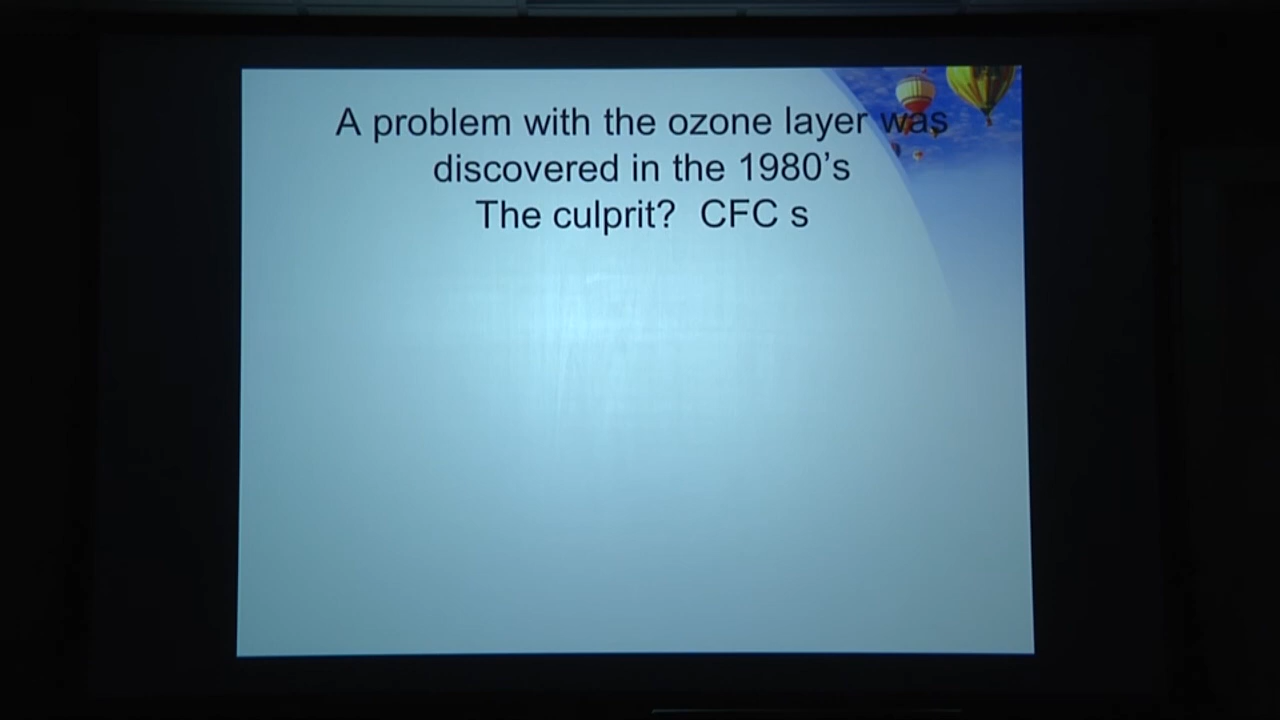 A problem with the ozone layer was
discovered in the 1980’s
The culprit?  CFC s